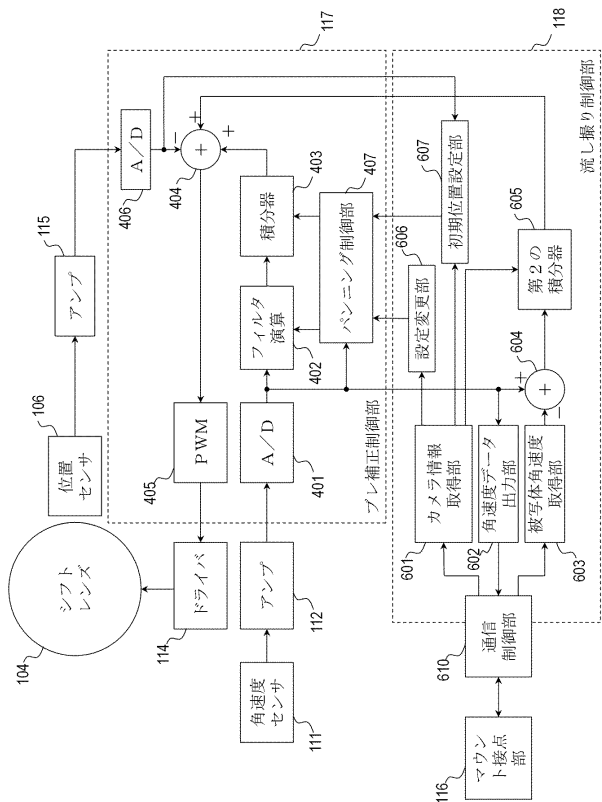 104
シフト
レンズ
106
位置
センサ
115
アンプ
114
ドライバ
405
PWM
406
A/D
404
+
−
+
+
117
111
角速度
センサ
112
アンプ
401
A/D
402
フィルタ
演算
403
積分器
407
パンニング制御部
ブレ補正制御部
118
流し撮り制御部
606
設定変更部
607
初期位置設定部
601
カメラ情報
取得部
602
角速度データ
出力部
603
被写体角速度
取得部
604
+
+
−
605
第2の
積分器
610
通信
制御部
116
マウン
ト接点
部